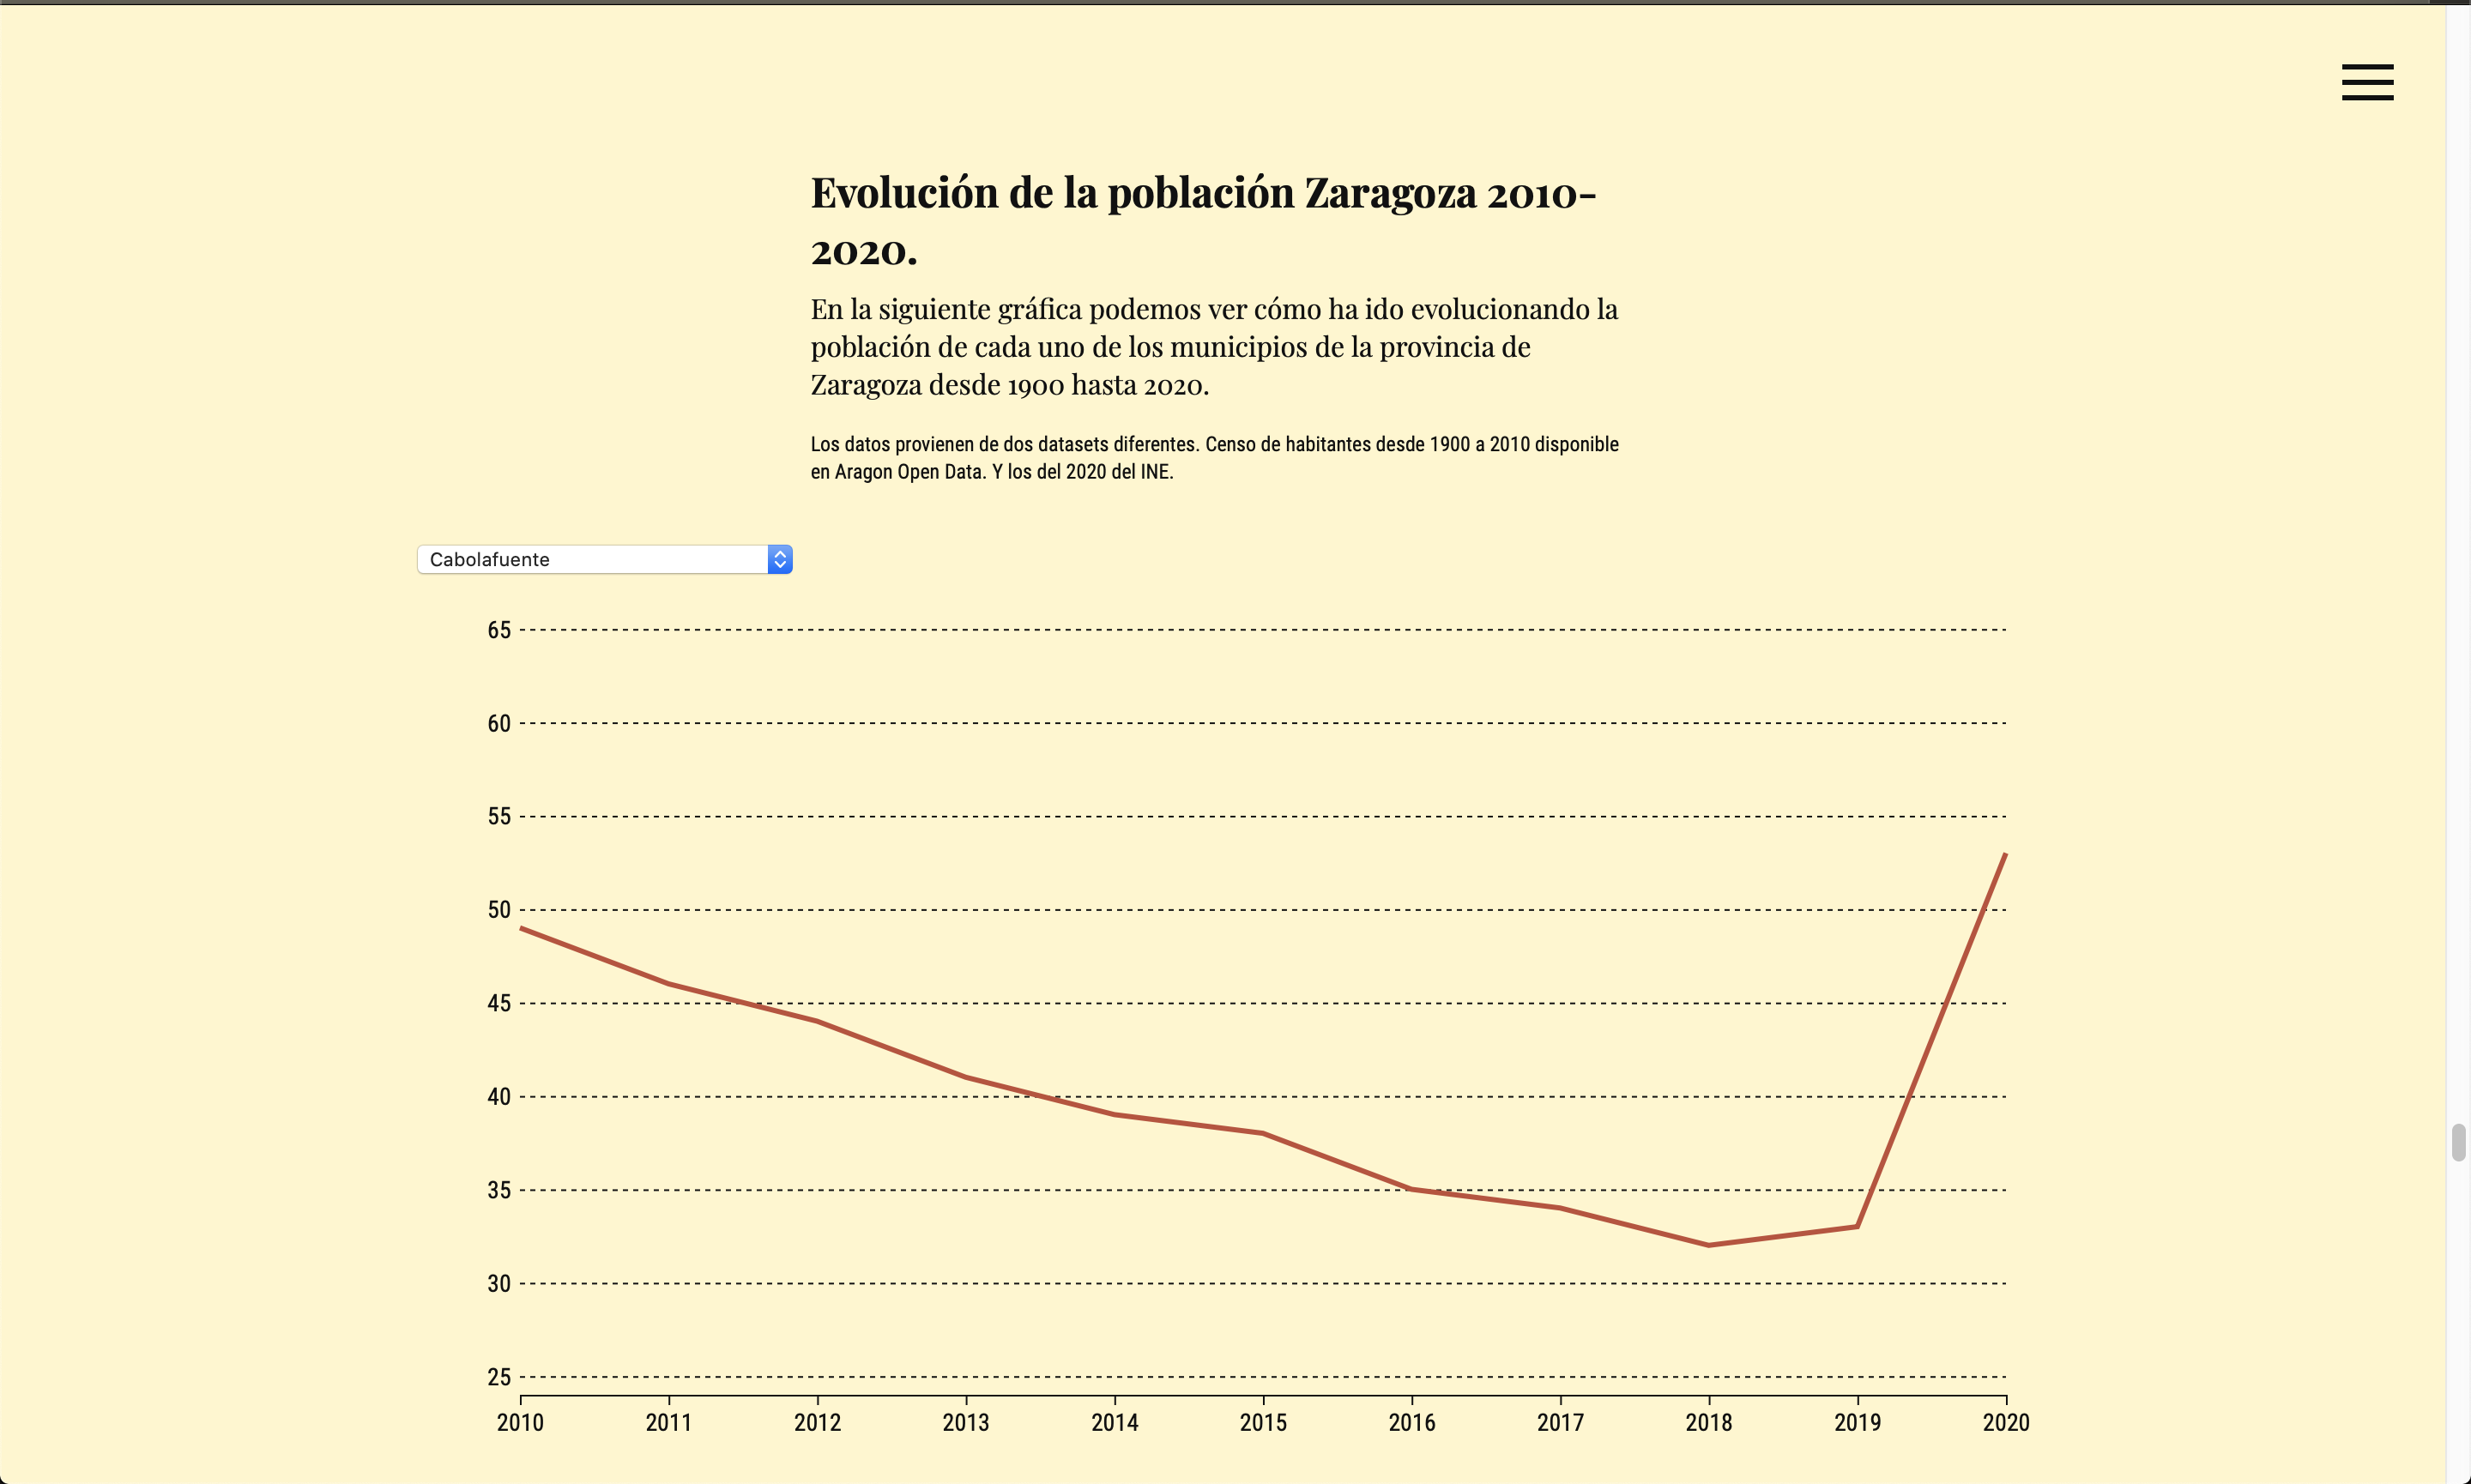 Evolución de la población Zaragoza 2010-
2020.
En la siguiente gráfica podemos ver cómo ha ido evolucionando la
población de cada uno de los municipios de la provincia de
Zaragoza desde 1900 hasta 2020.
Los datos provienen de dos datasets diferentes. Censo de habitantes desde 1900 a 2010 disponible
en Aragon Open Data. Y los del 2020 del INE.
Cabolafuente
65
60
55
50
45
40
35
30
25
2010 2011 2012 2013 2014 2015 2016 2017 2018 2019 2020